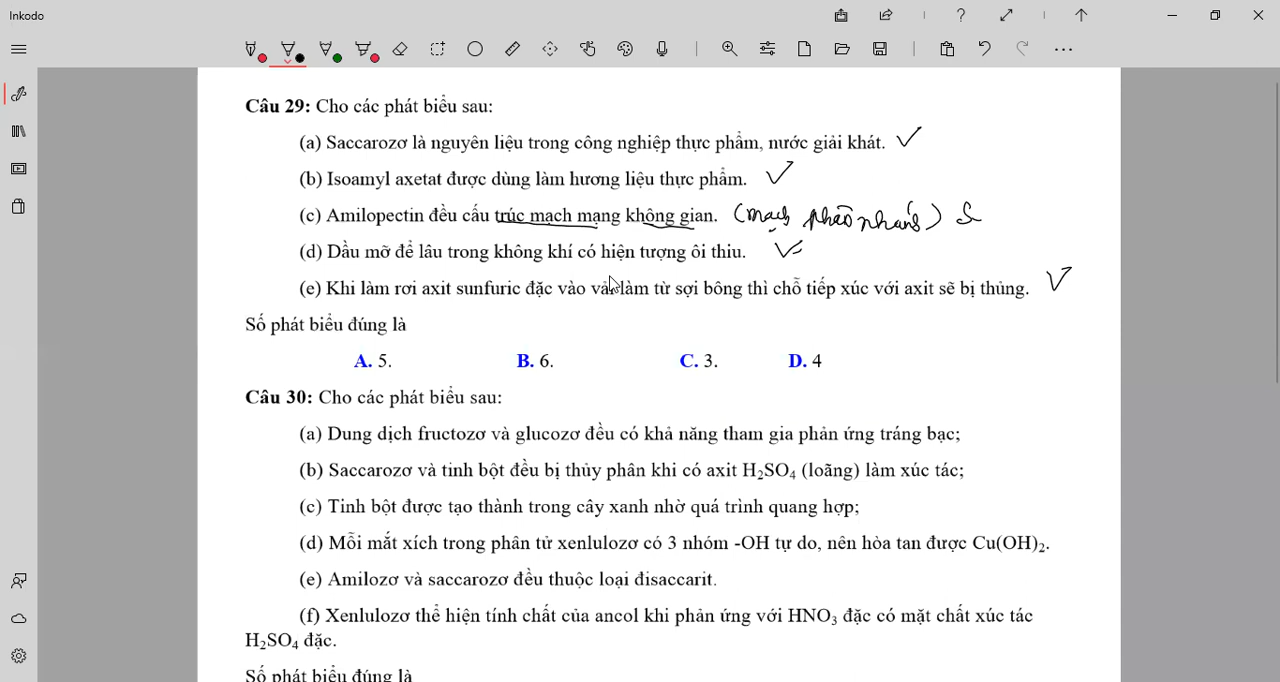 Inkodo
Câu 29: Cho các phát biểu sau:
(a) Saccarozơ là nguyên liệu trong công nghiệp thực phẩm, nước giải khát.
(b) Isoamyl axetat được dùng làm hương liệu thực phẩm.
(c) Amilopectin đều cấu trúc mạch mạng không gian. (mạch phân nhánh) S
(d) Dầu mỡ để lâu trong không khí có hiện tượng ôi thiu.
(e) Khi làm rơi axit sunfuric đặc vào vải làm từ sợi bông thì chỗ tiếp xúc với axit sẽ bị thủng.
Số phát biểu đúng là
A. 5. B. 6. C. 3. D. 4
Câu 30: Cho các phát biểu sau:
(a) Dung dịch fructozơ và glucozơ đều có khả năng tham gia phản ứng tráng bạc;
(b) Saccarozơ và tinh bột đều bị thủy phân khi có axit H₂SO₄ (loãng) làm xúc tác;
(c) Tinh bột được tạo thành trong cây xanh nhờ quá trình quang hợp;
(d) Mỗi mắt xích trong phân tử xenlulozơ có 3 nhóm -OH tự do, nên hòa tan được Cu(OH)₂.
(e) Amilozơ và saccarozơ đều thuộc loại disaccarit.
(f) Xenlulozơ thể hiện tính chất của ancol khi phản ứng với HNO₃ đặc có mặt chất xúc tác
H₂SO₄ đặc.
Số phát biểu đúng là